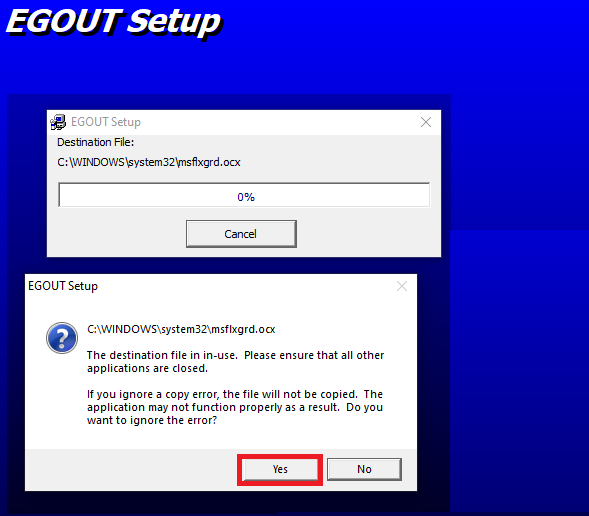 EGOUT Setup
EGOUT Setup
Destination File:
C:\WINDOWS\system32\msflxgrd.ocx
0%
Cancel
EGOUT Setup
C:\WINDOWS\system32\msflxgrd.ocx
The destination file in in-use. Please ensure that all other
applications are closed.
If you ignore a copy error, the file will not be copied. The
application may not function properly as a result. Do you
want to ignore the error?
Yes
No